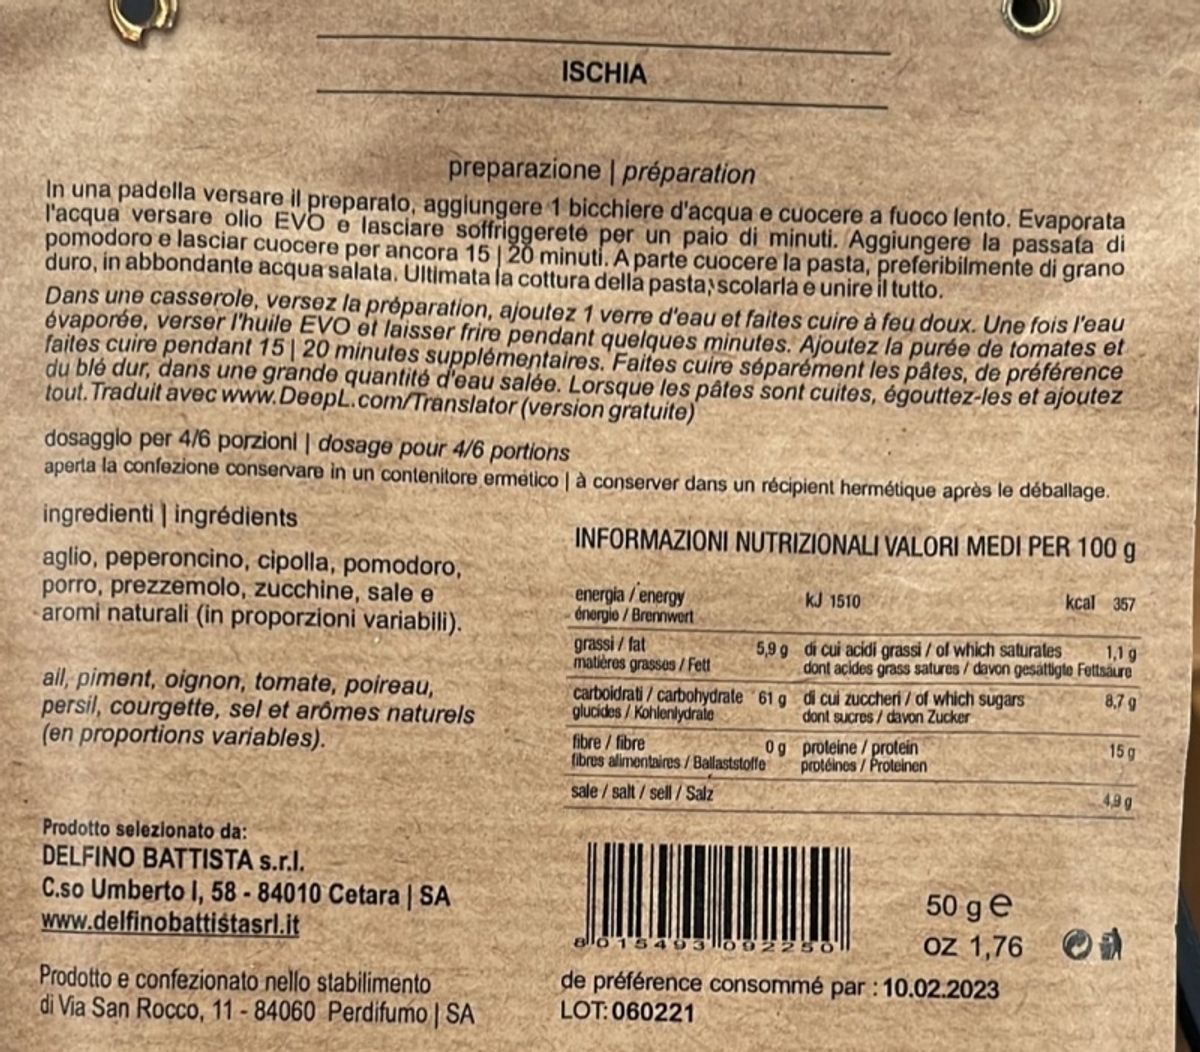 ISCHIA
preparazione | préparation
In una padella versare il preparato, aggiungere 1 bicchiere d'acqua e cuocere a fuoco lento. Evaporata
l'acqua versare olio EVO e lasciare soffriggerete per un paio di minuti. Aggiungere la passata di
pomodoro e lasciar cuocere per ancora 15 | 20 minuti. A parte cuocere la pasta, preferibilmente di grano
duro, in abbondante acqua salata. Ultimata la cottura della pasta, scolarla e unire il tutto.
Dans une casserole, versez la préparation, ajoutez 1 verre d'eau et faites cuire à feu doux. Une fois l'eau
évaporée, verser l'huile EVO et laisser frire pendant quelques minutes. Ajoutez la purée de tomates et
faites cuire pendant 15 | 20 minutes supplémentaires. Faites cuire séparément les pâtes, de préférence
du blé dur, dans une grande quantité d'eau salée. Lorsque les pâtes sont cuites, égouttez-les et ajoutez
tout. Traduit avec www.DeepL.com/Translator (version gratuite)
dosaggio per 4/6 porzioni | dosage pour 4/6 portions
aperta la confezione conservare in un contenitore ermetico | à conserver dans un récipient hermétique après le déballage.
ingredienti | ingrédients
aglio, peperoncino, cipolla, pomodoro,
porro, prezzemolo, zucchine, sale e
aromi naturali (in proporzioni variabili).
ail, piment, oignon, tomate, poireau,
persil, courgette, sel et arômes naturels
(en proportions variables).
INFORMAZIONI NUTRIZIONALI VALORI MEDI PER 100 g
energia / energy kJ 1510 kcal 357
énergie / Brennwert
grassi / fat 5,9 g di cui acidi grassi / of which saturates 1,1 g
matières grasses / Fett dont acides grass satures / davon gesattigte Fettsäure
carboidrati / carbohydrate 61 g di cui zuccheri / of which sugars 8,7 g
glucides / Kohlenlydrate dont sucres / davon Zucker
fibre / fibre 0 g proteine / protein 15 g
fibres alimentaires / Ballaststoffe protéines / Proteinen
sale / salt / sell / Salz 4,9 g
Prodotto selezionato da:
DELFINO BATTISTA s.r.l.
C.so Umberto I, 58 - 84010 Cetara | SA
www.delfinobattistasrl.it
Prodotto e confezionato nello stabilimento
di Via San Rocco, 11 - 84060 Perdifumo | SA
8 015493 092250
50 g e
OZ 1,76
de préférence consommé par : 10.02.2023
LOT: 060221